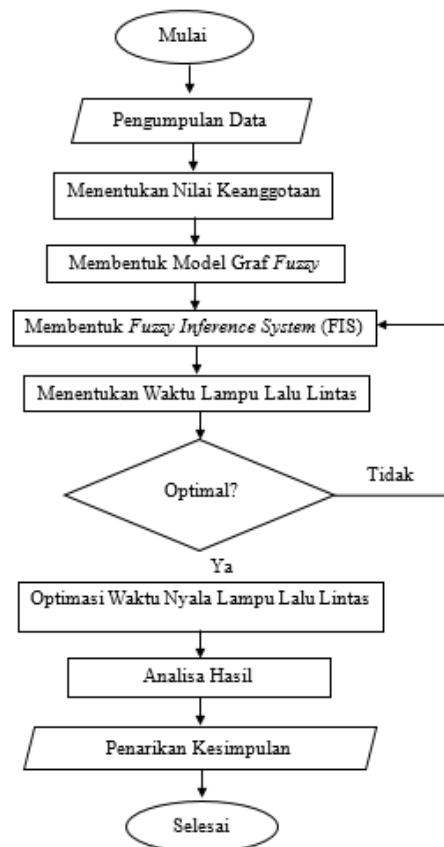 Mulai
Pengumpulan Data
Menentukan Nilai Keanggotaan
Membentuk Model Graf Fuzzy
Membentuk Fuzzy Inference System (FIS)
Menentukan Waktu Lampu Lalu Lintas
Optimal?
Tidak
Ya
Optimasi Waktu Nyala Lampu Lalu Lintas
Analisa Hasil
Penarikan Kesimpulan
Selesai